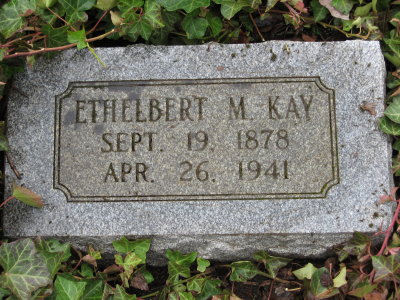 ETHELBERT M. KAY
SEPT. 19. 1878
APR. 26. 1941